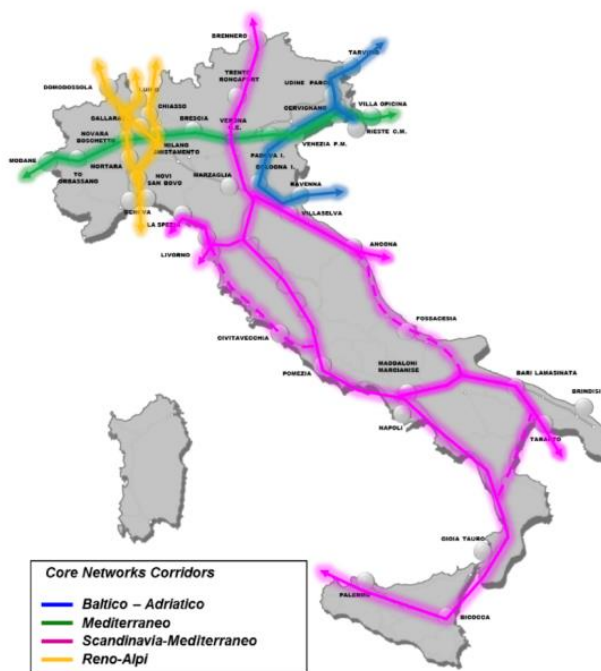 BRENNERO
TARVISIO
TRENTO
RONCAFORT
UDINE PARCO
DOMODOSSOLA
CHIASSO
CERVIGNANO
GALLARATE
BRESCIA
VERONA
Q.E.
VILLA OPICINA
NOVARA
BOSCHETTO
TRIESTE C.M.
MILANO
SMISTAMENTO
VENEZIA P.M.
MODANE
PADOVA I.
BOLOGNA I.
MORTARA
TO
ORBASSANO
NOVI
SAN BOVO
MARZAGLIA
RAVENNA
GENOVA
VILLASELVA
LA SPEZIA
LIVORNO
ANCONA
CIVITAVECCHIA
FOSSACESIA
POMEZIA
MADDALONI
MARCIANISE
BARI LAMASINATA
BRINDISI
NAPOLI
TARANTO
GIOIA TAURO
PALERMO
BICOCCA
Core Networks Corridors
Baltico – Adriatico
Mediterraneo
Scandinavia-Mediterraneo
Reno-Alpi